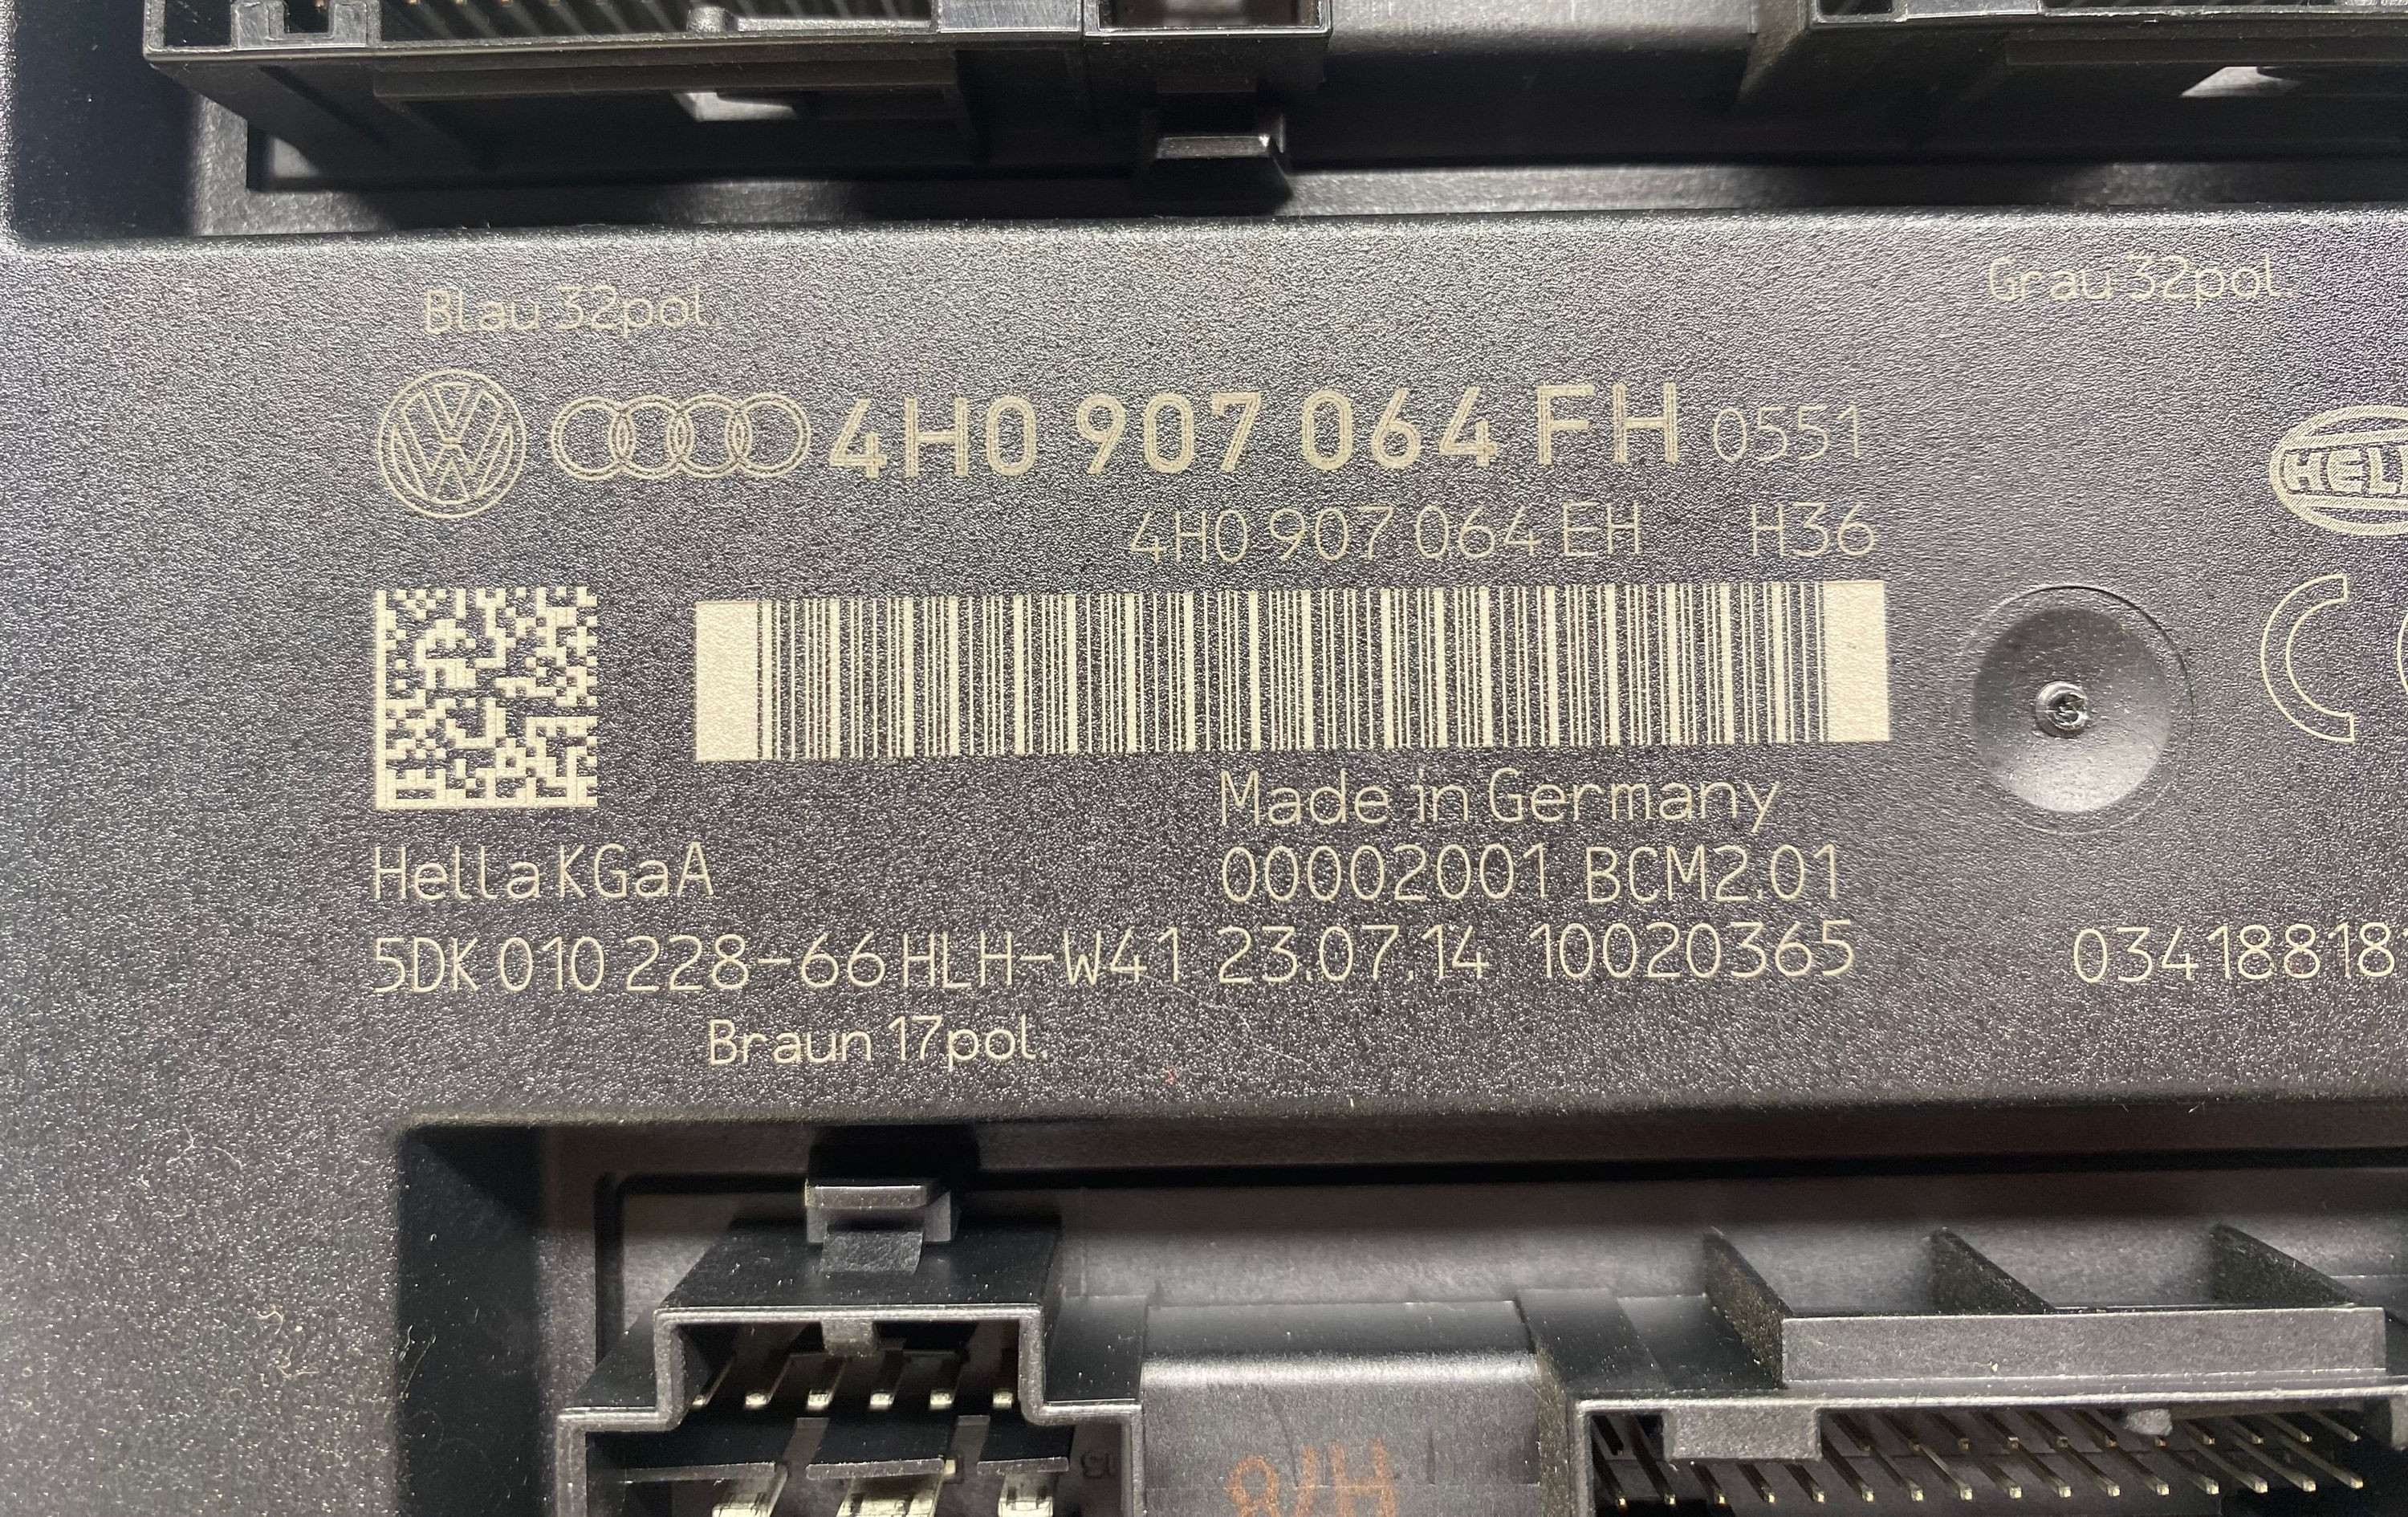 Blau 32pol.
Grau 32pol.
4H0 907 064 FH 0551
4H0 907 064 EH H36
Made in Germany
Hella KGaA
00002001 BCM2.01
5DK 010 228-66 HLH-W41 23.07.14 10020365
Braun 17pol.